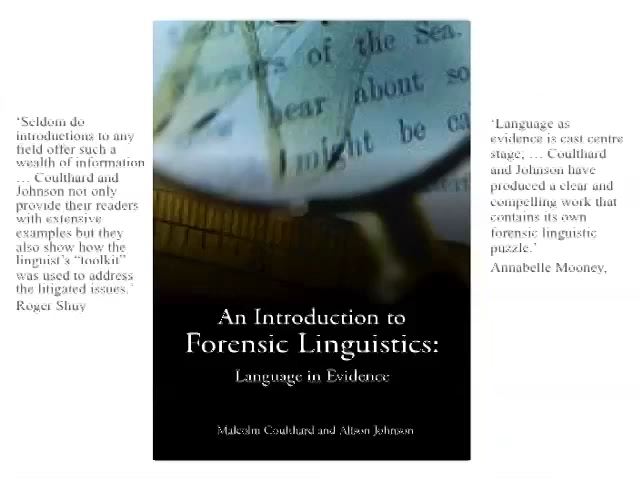 'Seldom do
introductions to any
field offer such a
wealth of information
… Coulthard and
Johnson not only
provide their readers
with extensive
examples but they
also show how the
linguist's "toolkit"
was used to address
the litigated issues.'
Roger Shuy
of the Sea.
bear about so
might be ca
An Introduction to
Forensic Linguistics:
Language in Evidence
Malcolm Coulthard and Alison Johnson
'Language as
evidence is cast centre
stage; … Coulthard
and Johnson have
produced a clear and
compelling work that
contains its own
forensic linguistic
puzzle.'
Annabelle Mooney,